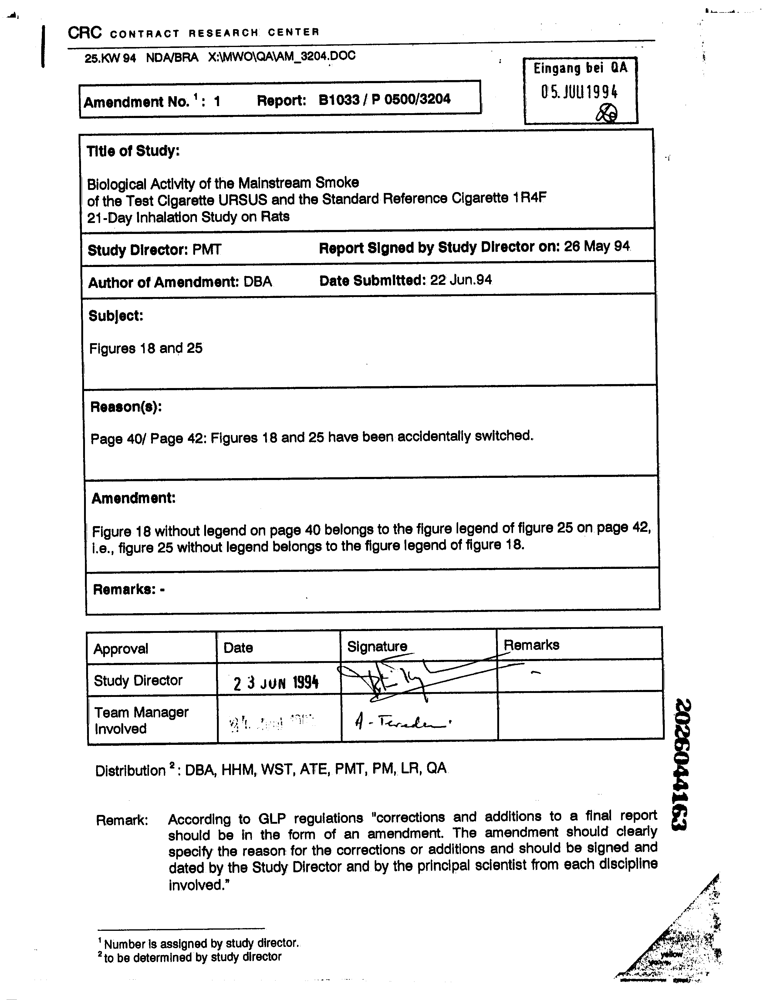 CRC CONTRACT RESEARCH CENTER
25.KW 94 NDA/BRA X:\MWO\QA\AM_3204.DOC
Eingang bei QA
05. JULI 1994
Amendment No. ¹: 1 Report: B1033 / P 0500/3204
Title of Study:
Biological Activity of the Mainstream Smoke
of the Test Cigarette URSUS and the Standard Reference Cigarette 1R4F
21-Day Inhalation Study on Rats
Study Director: PMT Report Signed by Study Director on: 26 May 94
Author of Amendment: DBA Date Submitted: 22 Jun.94
Subject:
Figures 18 and 25
Reason(s):
Page 40/ Page 42: Figures 18 and 25 have been accidentally switched.
Amendment:
Figure 18 without legend on page 40 belongs to the figure legend of figure 25 on page 42,
i.e., figure 25 without legend belongs to the figure legend of figure 18.
Remarks: -
Approval Date Signature Remarks
Study Director 23 JUN 1994 -
Team Manager
Involved
Distribution ²: DBA, HHM, WST, ATE, PMT, PM, LR, QA
Remark: According to GLP regulations "corrections and additions to a final report
should be in the form of an amendment. The amendment should clearly
specify the reason for the corrections or additions and should be signed and
dated by the Study Director and by the principal scientist from each discipline
involved."
¹ Number is assigned by study director.
² to be determined by study director
2026044163
yellow